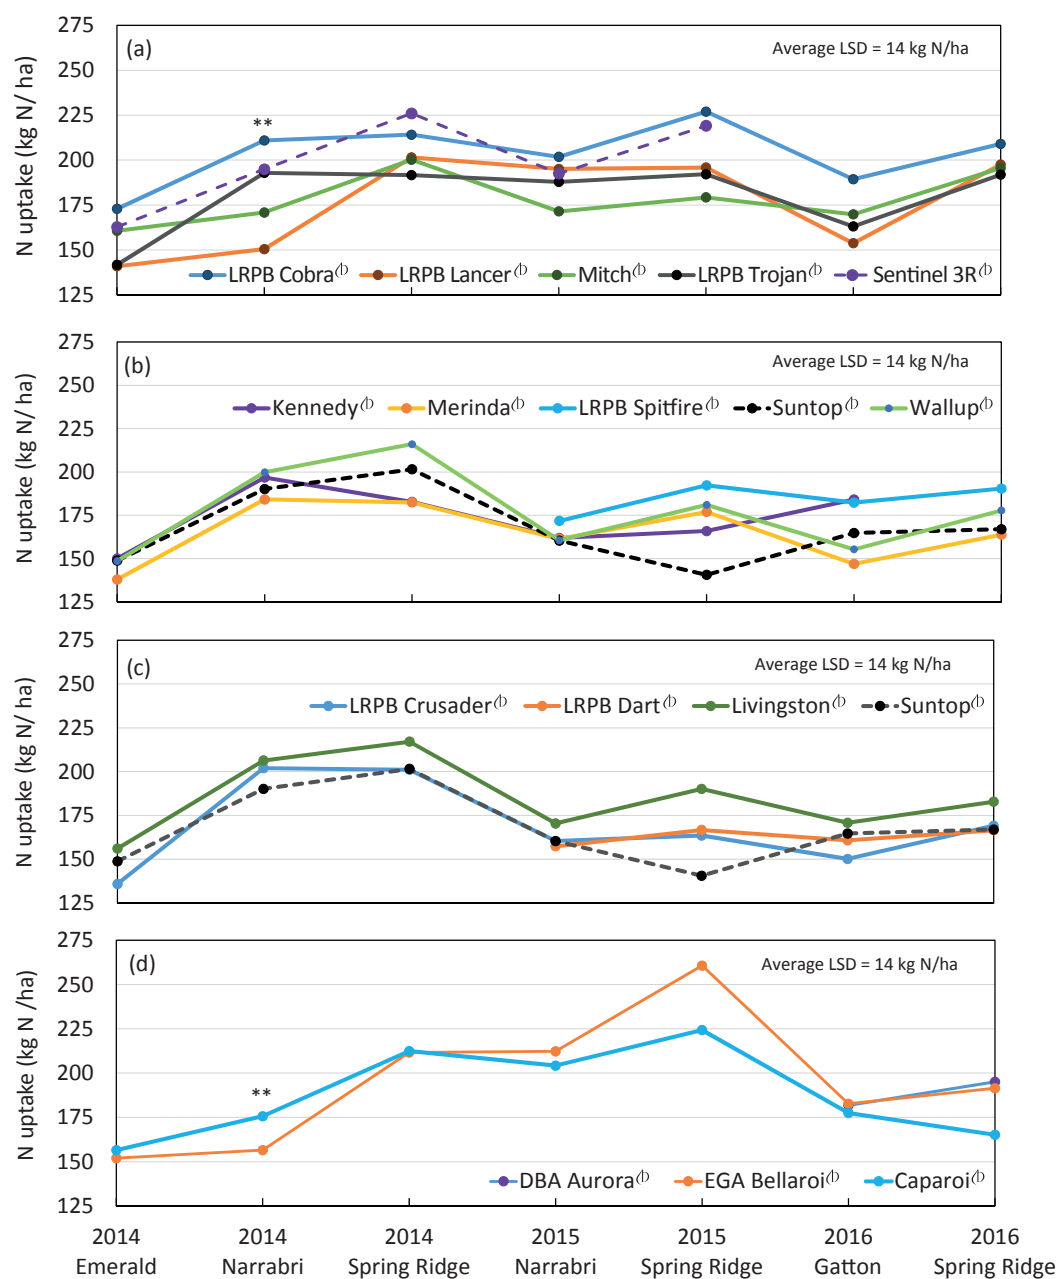 N uptake (kg N/ ha)
275
250
225
200
175
150
125
(a)
Average LSD = 14 kg N/ha
**
LRPB Cobra LRPB Lancer Mitch LRPB Trojan Sentinel 3R
N uptake (kg N/ ha)
275
250
225
200
175
150
125
(b)
Average LSD = 14 kg N/ha
Kennedy Merinda LRPB Spitfire Suntop Wallup
N uptake (kg N/ ha)
275
250
225
200
175
150
125
(c)
Average LSD = 14 kg N/ha
LRPB Crusader LRPB Dart Livingston Suntop
N uptake (kg N /ha)
275
250
225
200
175
150
125
(d)
Average LSD = 14 kg N/ha
**
DBA Aurora EGA Bellaroi Caparoi
2014 2014 2014 2015 2015 2016 2016
Emerald Narrabri Spring Ridge Narrabri Spring Ridge Gatton Spring Ridge